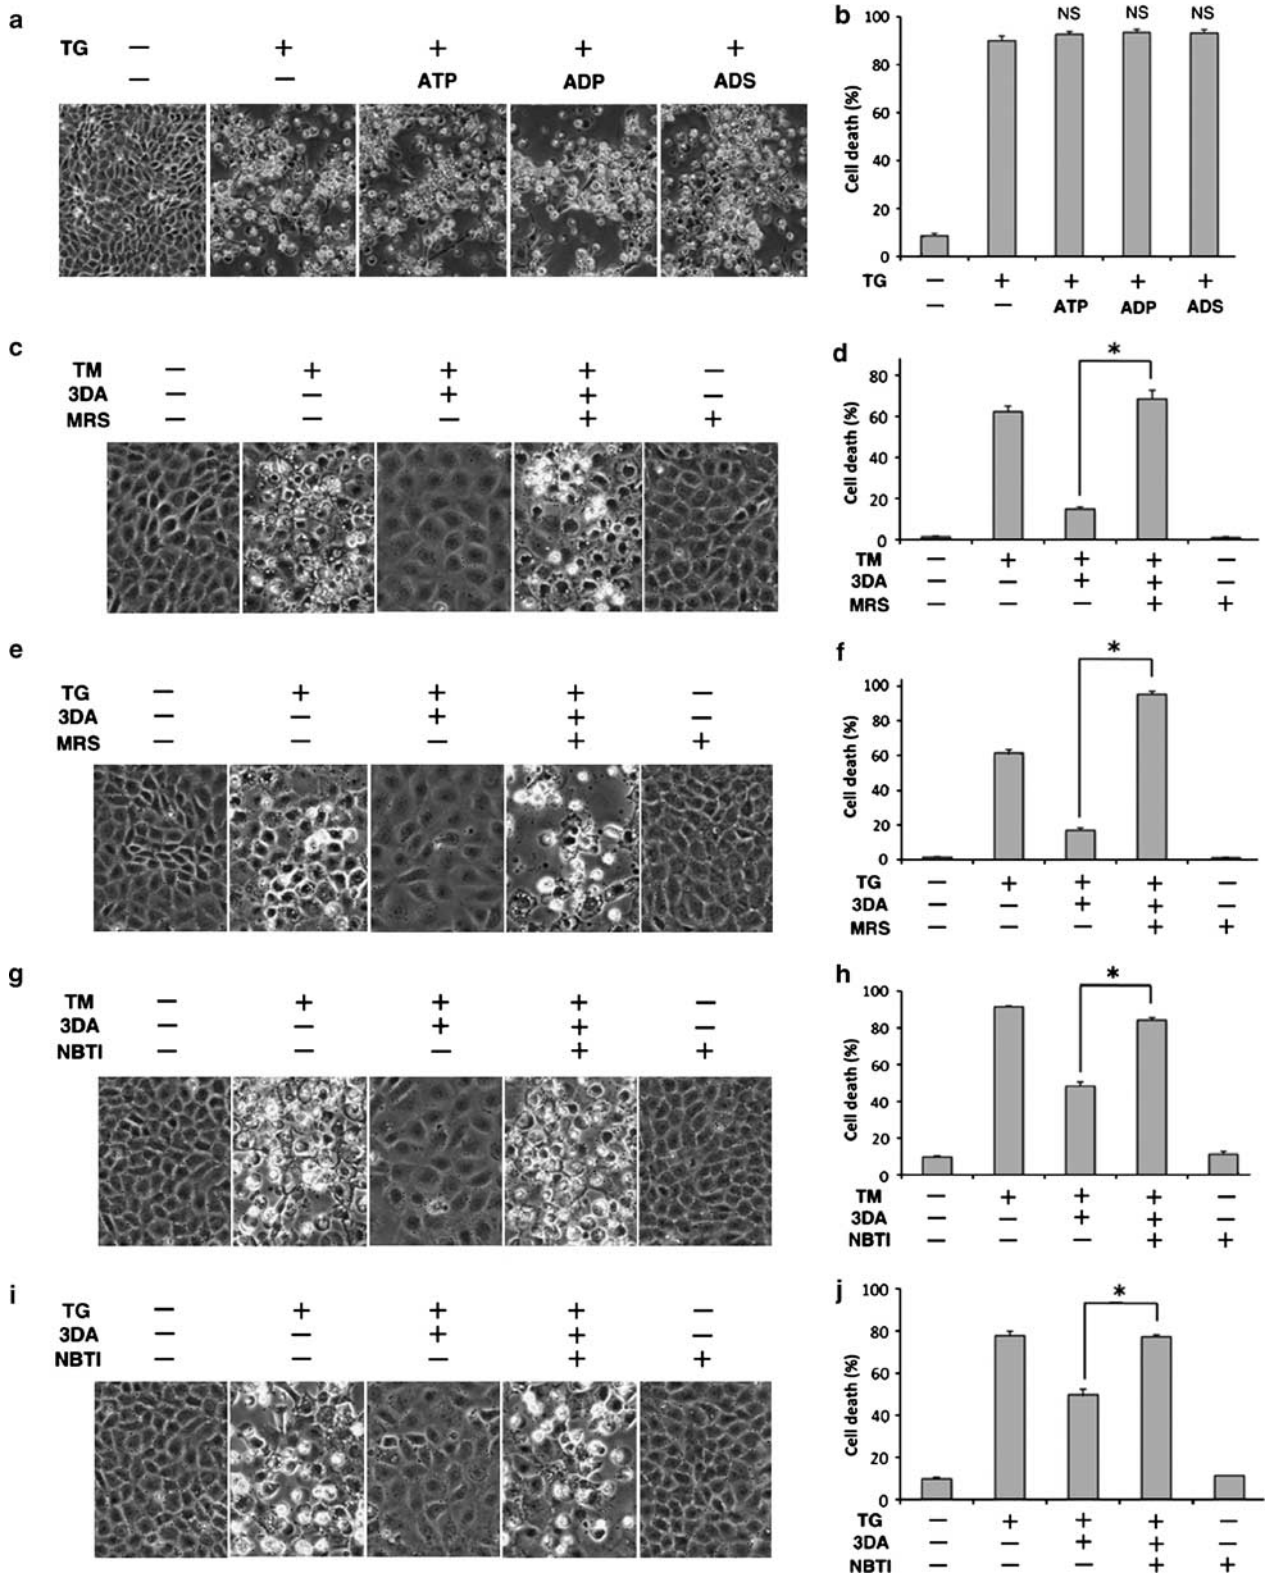 a
TG — + + + +
— — ATP ADP ADS
b
NS NS NS
100
80
60
40
20
0
Cell death (%)
TG — + + + +
— — ATP ADP ADS
c
TM — + + + —
3DA — — + + —
MRS — — — + +
d
*
80
60
40
20
0
Cell death (%)
TM — + + + —
3DA — — + + —
MRS — — — + +
e
TG — + + + —
3DA — — + + —
MRS — — — + +
f
*
100
80
60
40
20
0
Cell death (%)
TG — + + + —
3DA — — + + —
MRS — — — + +
g
TM — + + + —
3DA — — + + —
NBTI — — — + +
h
*
100
80
60
40
20
0
Cell death (%)
TM — + + + —
3DA — — + + —
NBTI — — — + +
i
TG — + + + —
3DA — — + + —
NBTI — — — + +
j
*
100
80
60
40
20
0
Cell death (%)
TG — + + + —
3DA — — + + —
NBTI — — — + +